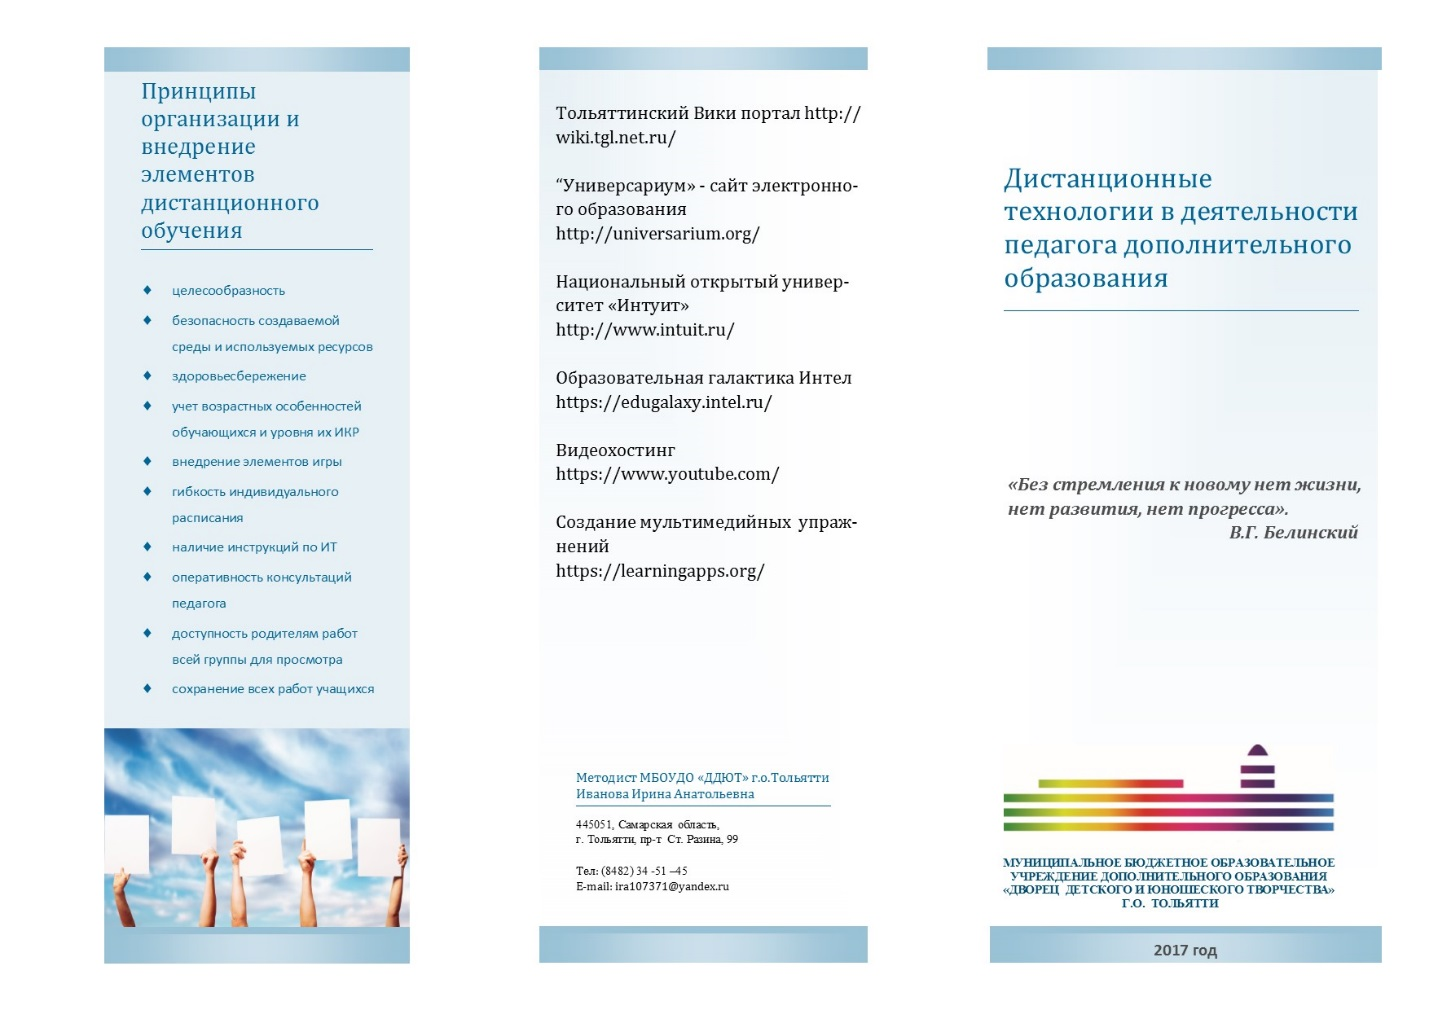 Принципы
организации и
внедрение
элементов
дистанционного
обучения
♦ целесообразность
♦ безопасность создаваемой
среды и используемых ресурсов
♦ здоровьесбережение
♦ учет возрастных особенностей
обучающихся и уровня их ИКР
♦ внедрение элементов игры
♦ гибкость индивидуального
расписания
♦ наличие инструкций по ИТ
♦ оперативность консультаций
педагога
♦ доступность родителям работ
всей группы для просмотра
♦ сохранение всех работ учащихся
Тольяттинский Вики портал http://
wiki.tgl.net.ru/
“Универсариум» - сайт электронно-
го образования
http://universarium.org/
Национальный открытый универ-
ситет «Интуит»
http://www.intuit.ru/
Образовательная галактика Интел
https://edugalaxy.intel.ru/
Видеохостинг
https://www.youtube.com/
Создание мультимедийных упраж-
нений
https://learningapps.org/
Методист МБОУДО «ДДЮТ» г.о.Тольятти
Иванова Ирина Анатольевна
445051, Самарская область,
г. Тольятти, пр-т Ст. Разина, 99
Тел: (8482) 34 -51 –45
E-mail: ira107371@yandex.ru
Дистанционные
технологии в деятельности
педагога дополнительного
образования
«Без стремления к новому нет жизни,
нет развития, нет прогресса».
В.Г. Белинский
МУНИЦИПАЛЬНОЕ БЮДЖЕТНОЕ ОБРАЗОВАТЕЛЬНОЕ
УЧРЕЖДЕНИЕ ДОПОЛНИТЕЛЬНОГО ОБРАЗОВАНИЯ
«ДВОРЕЦ ДЕТСКОГО И ЮНОШЕСКОГО ТВОРЧЕСТВА»
Г.О. ТОЛЬЯТТИ
2017 год